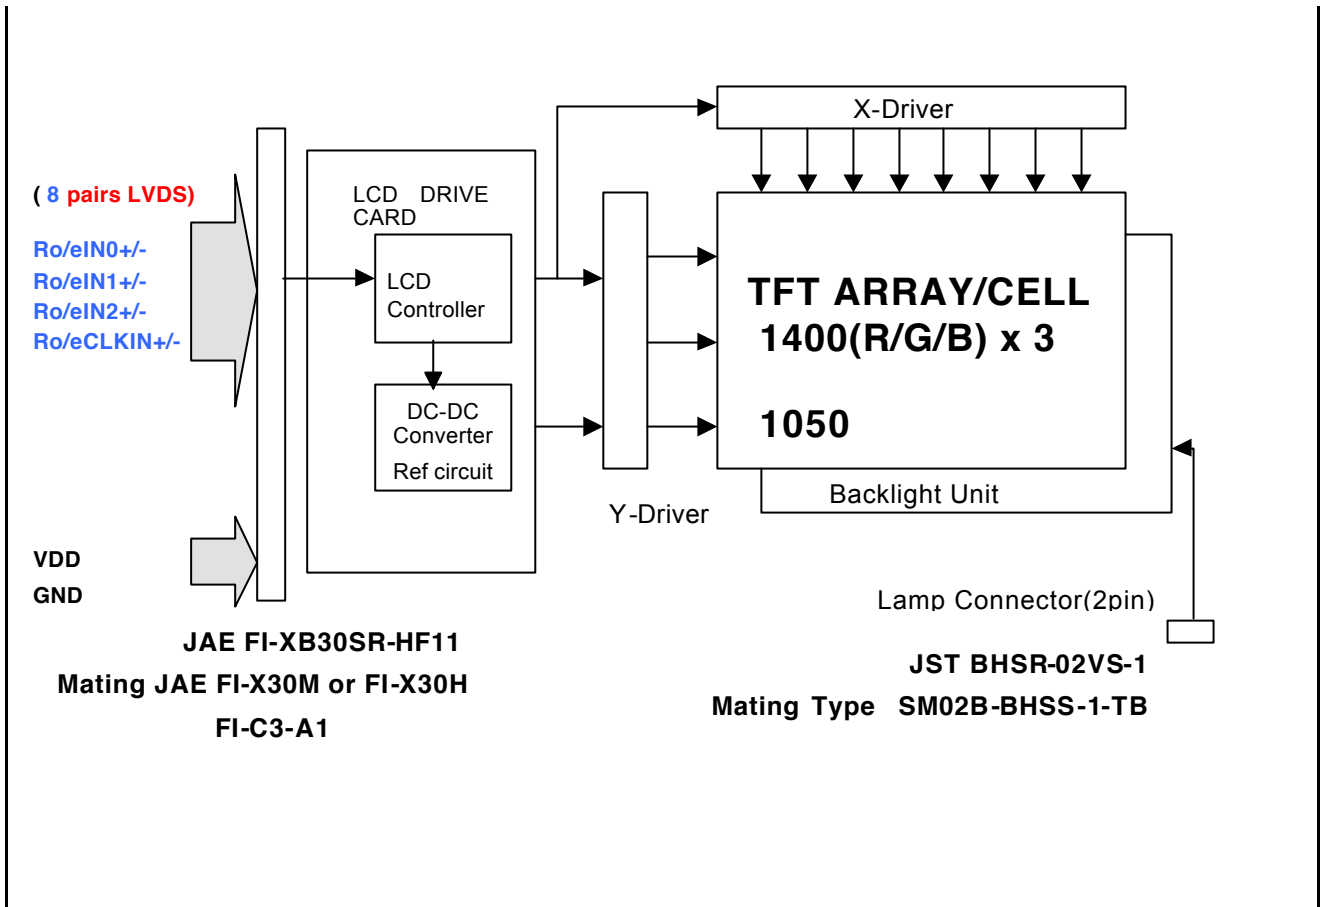 X-Driver
( 8 pairs LVDS)
LCD DRIVE
CARD
Ro/eIN0+/-
Ro/eIN1+/-
Ro/eIN2+/-
Ro/eCLKIN+/-
LCD
Controller
TFT ARRAY/CELL
1400(R/G/B) x 3
1050
DC-DC
Converter
Ref circuit
Backlight Unit
Y-Driver
VDD
GND
Lamp Connector(2pin)
JAE FI-XB30SR-HF11
Mating JAE FI-X30M or FI-X30H
FI-C3-A1
JST BHSR-02VS-1
Mating Type SM02B-BHSS-1-TB